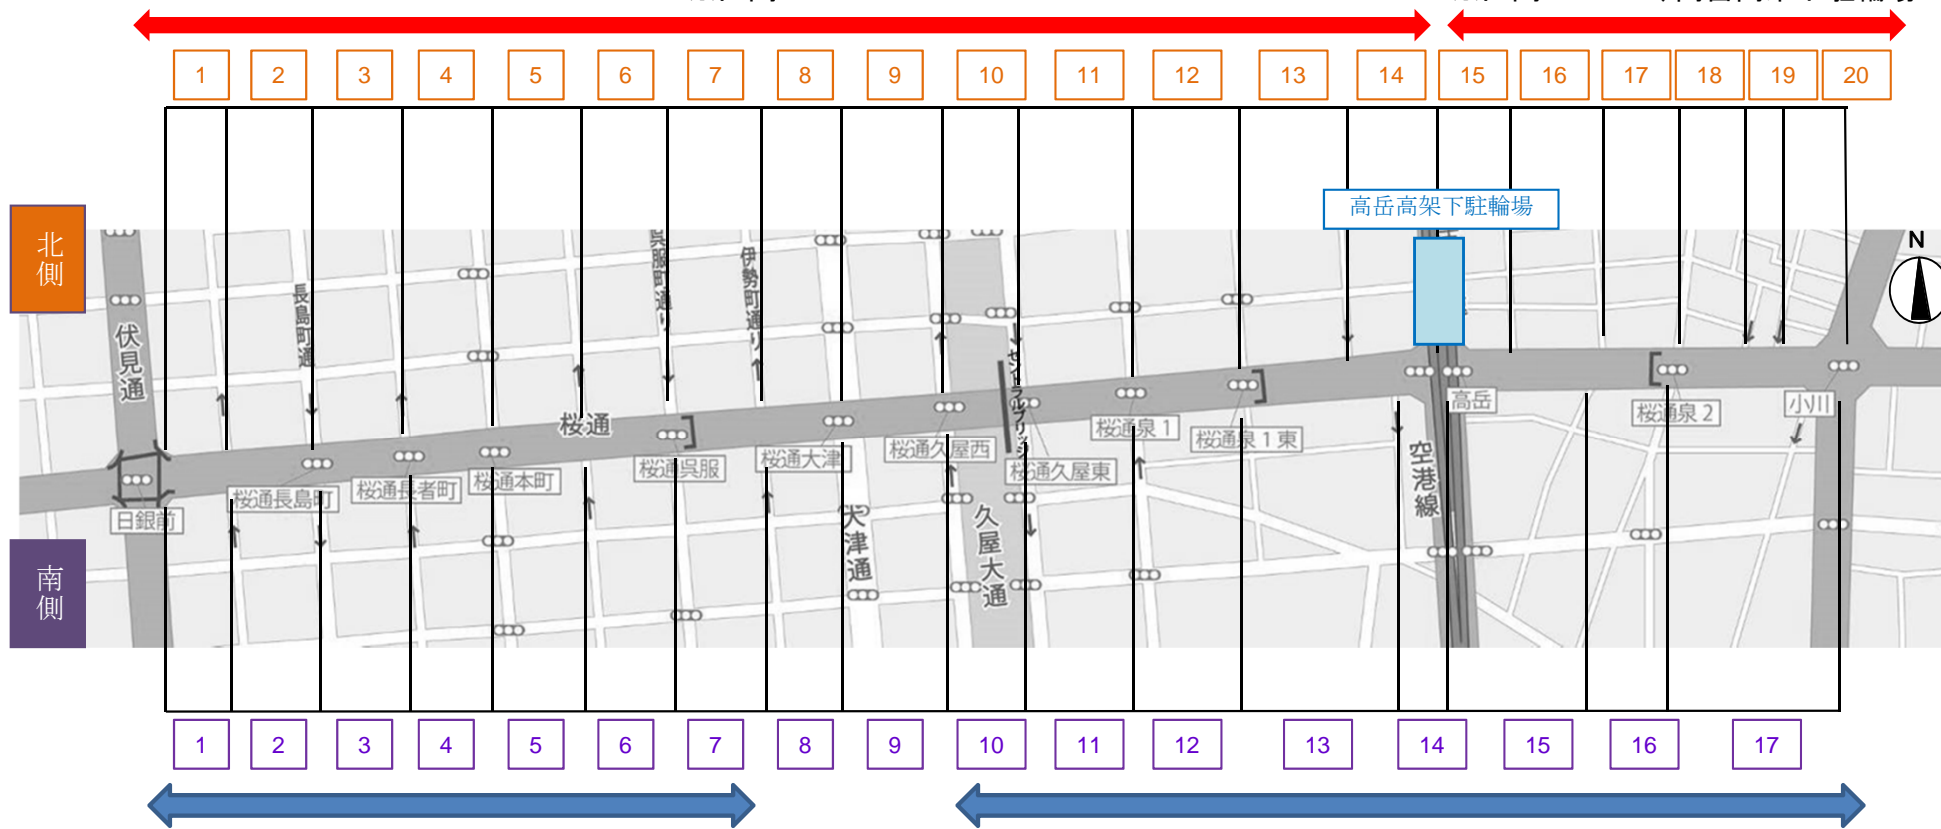 1 2 3 4 5 6 7 8 9 10 11 12 13 14 15 16 17 18 19 20
高岳高架下駐輪場
北側
N
伏見通
長島町通
呉服町通り
伊勢町通り
セントラルブリッジ
桜通
高岳
小川
桜通泉2
桜通泉1
桜通泉1東
桜通久屋西
桜通久屋東
桜通大津
桜通呉服
桜通本町
桜通長者町
桜通長島町
日銀前
空港線
大津通
久屋大通
南側
1 2 3 4 5 6 7 8 9 10 11 12 13 14 15 16 17